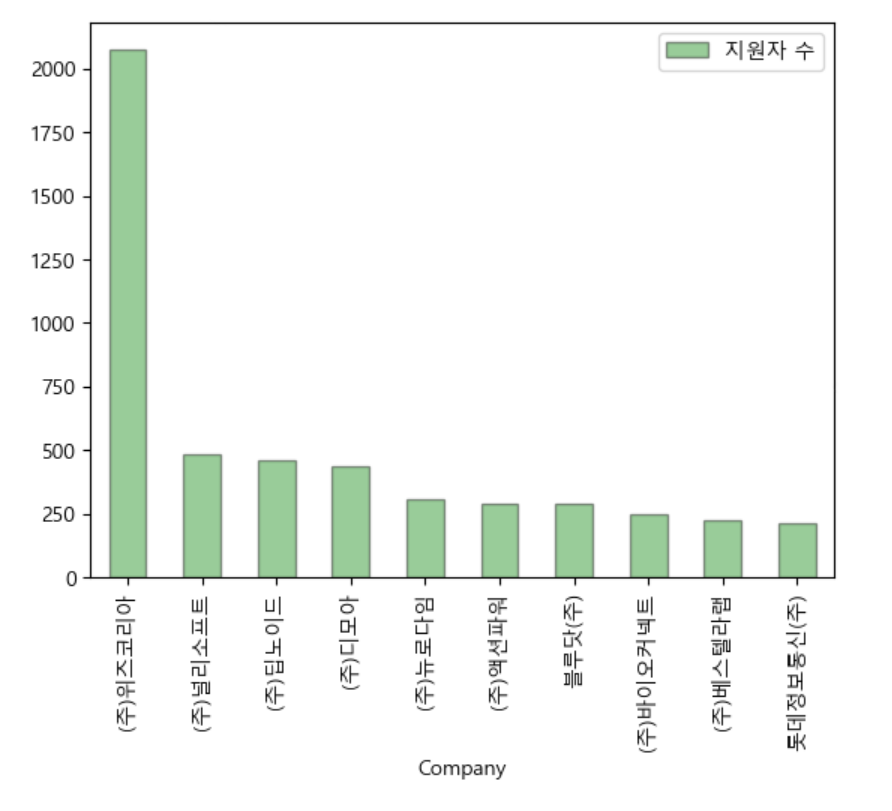 지원자 수
2000
1750
1500
1250
1000
750
500
250
0
(주)위즈코리아
(주)널리소프트
(주)딥노이드
(주)디모아
(주)뉴로다임
(주)액션파워
블루닷(주)
(주)바이오커넥트
(주)베스텔라랩
롯데정보통신(주)
Company